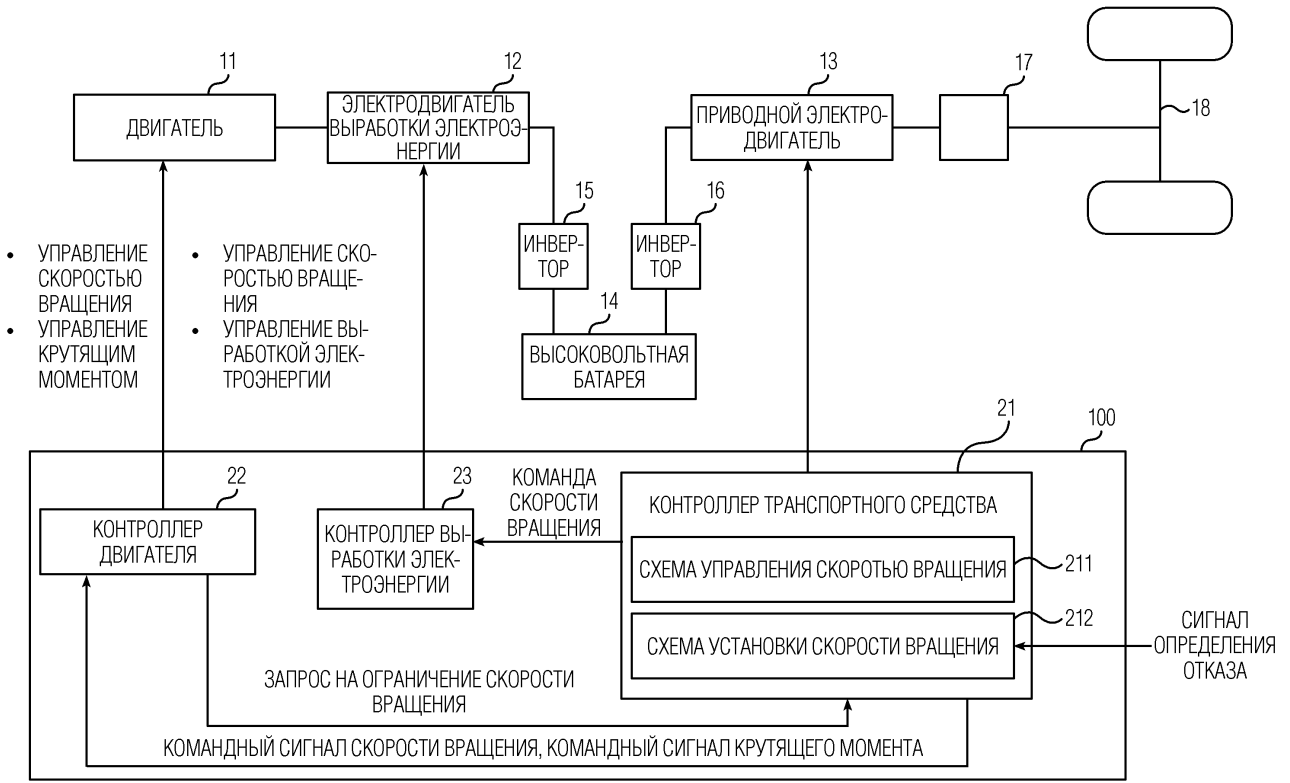 11
12
13
17
18
ДВИГАТЕЛЬ
ЭЛЕКТРОДВИГАТЕЛЬ
ВЫРАБОТКИ ЭЛЕКТРОЭ-
НЕРГИИ
ПРИВОДНОЙ ЭЛЕКТРО-
ДВИГАТЕЛЬ
15
16
ИНВЕР-
ТОР
ИНВЕР-
ТОР
14
ВЫСОКОВОЛЬТНАЯ
БАТАРЕЯ
• УПРАВЛЕНИЕ
СКОРОСТЬЮ
ВРАЩЕНИЯ
• УПРАВЛЕНИЕ
КРУТЯЩИМ
МОМЕНТОМ
• УПРАВЛЕНИЕ СКО-
РОСТЬЮ ВРАЩЕ-
НИЯ
• УПРАВЛЕНИЕ ВЫ-
РАБОТКОЙ ЭЛЕК-
ТРОЭНЕРГИИ
21
100
22
КОНТРОЛЛЕР
ДВИГАТЕЛЯ
23
КОНТРОЛЛЕР ВЫ-
РАБОТКИ ЭЛЕК-
ТРОЭНЕРГИИ
КОМАНДА
СКОРОСТИ
ВРАЩЕНИЯ
КОНТРОЛЛЕР ТРАНСПОРТНОГО СРЕДСТВА
СХЕМА УПРАВЛЕНИЯ СКОРОТЬЮ ВРАЩЕНИЯ
211
СХЕМА УСТАНОВКИ СКОРОСТИ ВРАЩЕНИЯ
212
СИГНАЛ
ОПРЕДЕЛЕНИЯ
ОТКАЗА
ЗАПРОС НА ОГРАНИЧЕНИЕ СКОРОСТИ
ВРАЩЕНИЯ
КОМАНДНЫЙ СИГНАЛ СКОРОСТИ ВРАЩЕНИЯ, КОМАНДНЫЙ СИГНАЛ КРУТЯЩЕГО МОМЕНТА